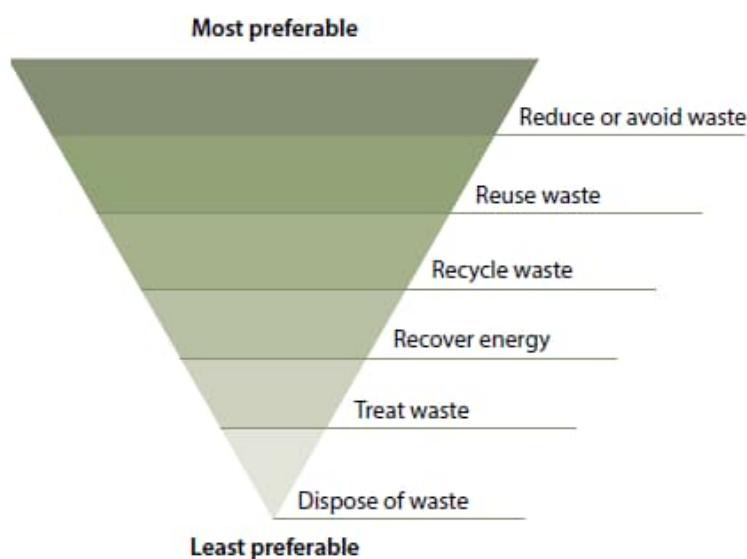 Most preferable
Reduce or avoid waste
Reuse waste
Recycle waste
Recover energy
Treat waste
Dispose of waste
Least preferable